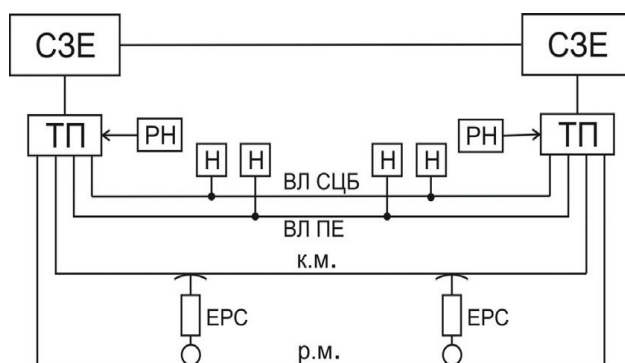 СЗЕ СЗЕ
ТП РН РН ТП
Н Н Н Н
ВЛ СЦБ
ВЛ ПЕ
к.м.
ЕРС ЕРС
р.м.